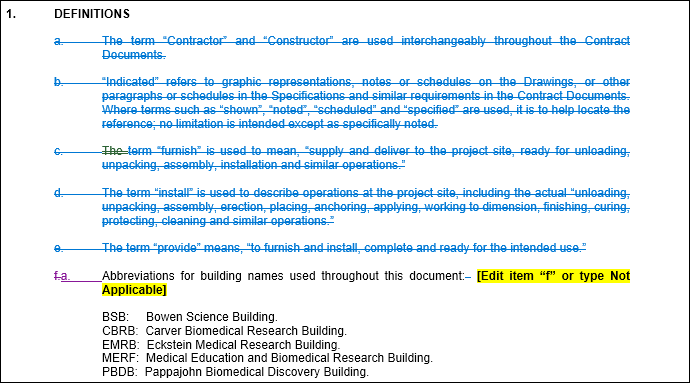 1. DEFINITIONS
a. The term “Contractor” and “Constructor” are used interchangeably throughout the Contract
Documents.
b. “Indicated” refers to graphic representations, notes or schedules on the Drawings, or other
paragraphs or schedules in the Specifications and similar requirements in the Contract Documents.
Where terms such as “shown”, “noted”, “scheduled” and “specified” are used, it is to help locate the
reference; no limitation is intended except as specifically noted.
c. The term “furnish” is used to mean, “supply and deliver to the project site, ready for unloading,
unpacking, assembly, installation and similar operations.”
d. The term “install” is used to describe operations at the project site, including the actual “unloading,
unpacking, assembly, erection, placing, anchoring, applying, working to dimension, finishing, curing,
protecting, cleaning and similar operations.”
e. The term “provide” means, “to furnish and install, complete and ready for the intended use.”
f.a. Abbreviations for building names used throughout this document:- [Edit item “f” or type Not
Applicable]
BSB: Bowen Science Building.
CBRB: Carver Biomedical Research Building.
EMRB: Eckstein Medical Research Building.
MERF: Medical Education and Biomedical Research Building.
PBDB: Pappajohn Biomedical Discovery Building.